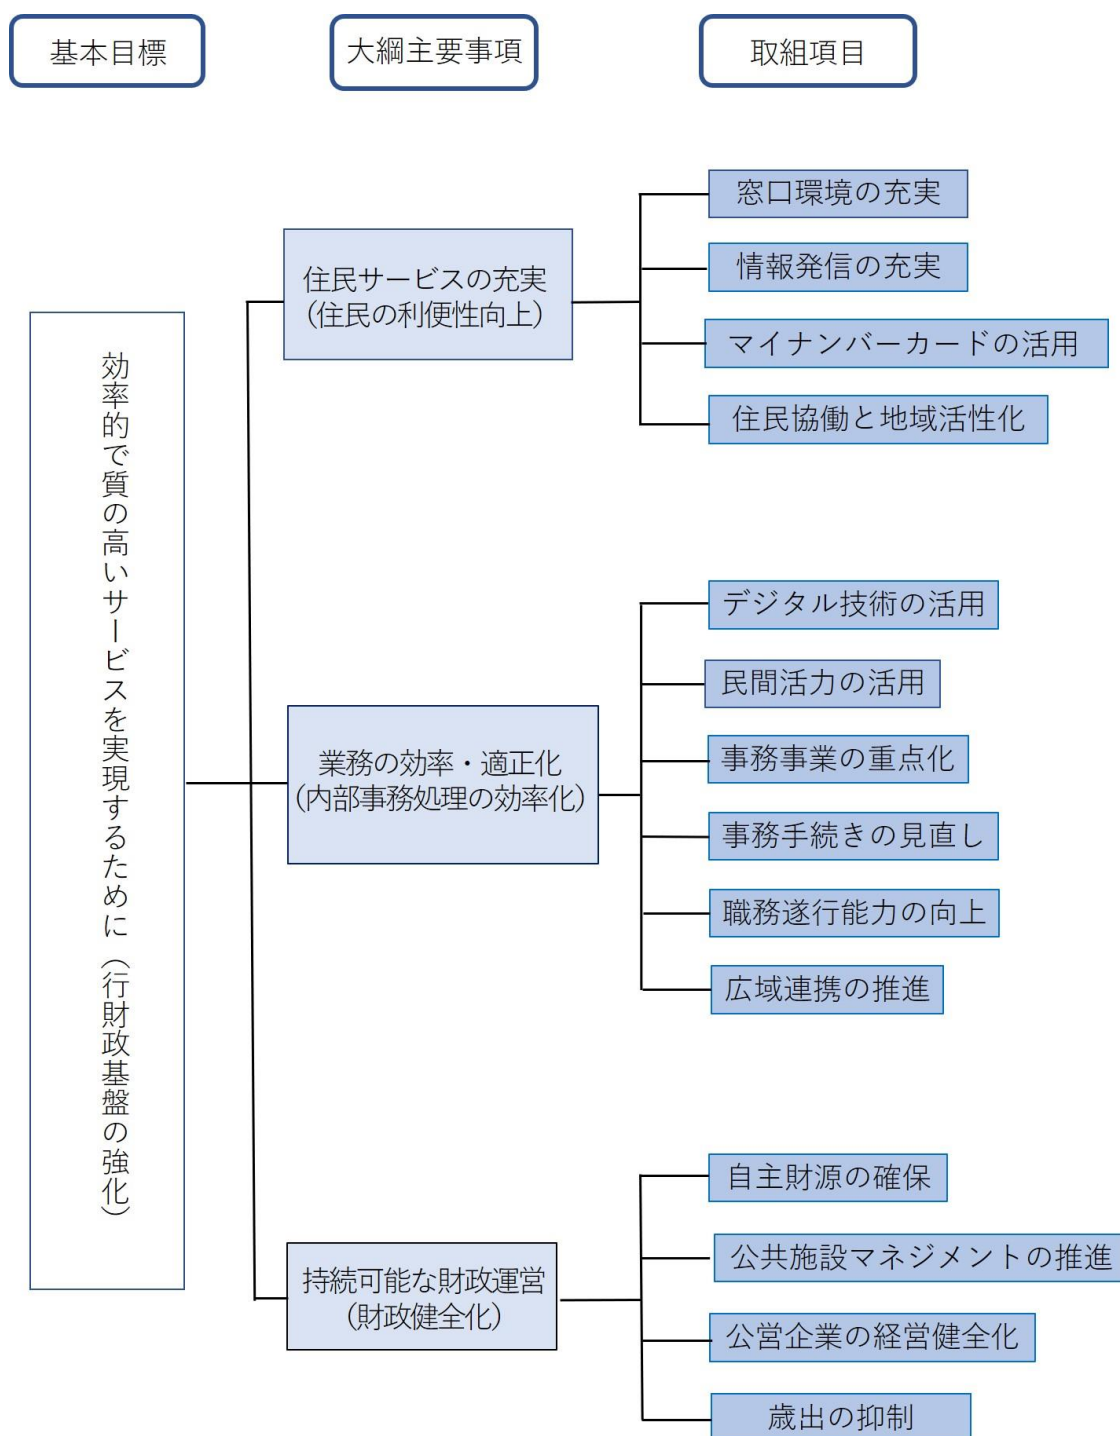 基本目標
大綱主要事項
取組項目
効率的で質の高いサービスを実現するために（行財政基盤の強化）
住民サービスの充実
（住民の利便性向上）
窓口環境の充実
情報発信の充実
マイナンバーカードの活用
住民協働と地域活性化
業務の効率・適正化
（内部事務処理の効率化）
デジタル技術の活用
民間活力の活用
事務事業の重点化
事務手続きの見直し
職務遂行能力の向上
広域連携の推進
持続可能な財政運営
（財政健全化）
自主財源の確保
公共施設マネジメントの推進
公営企業の経営健全化
歳出の抑制